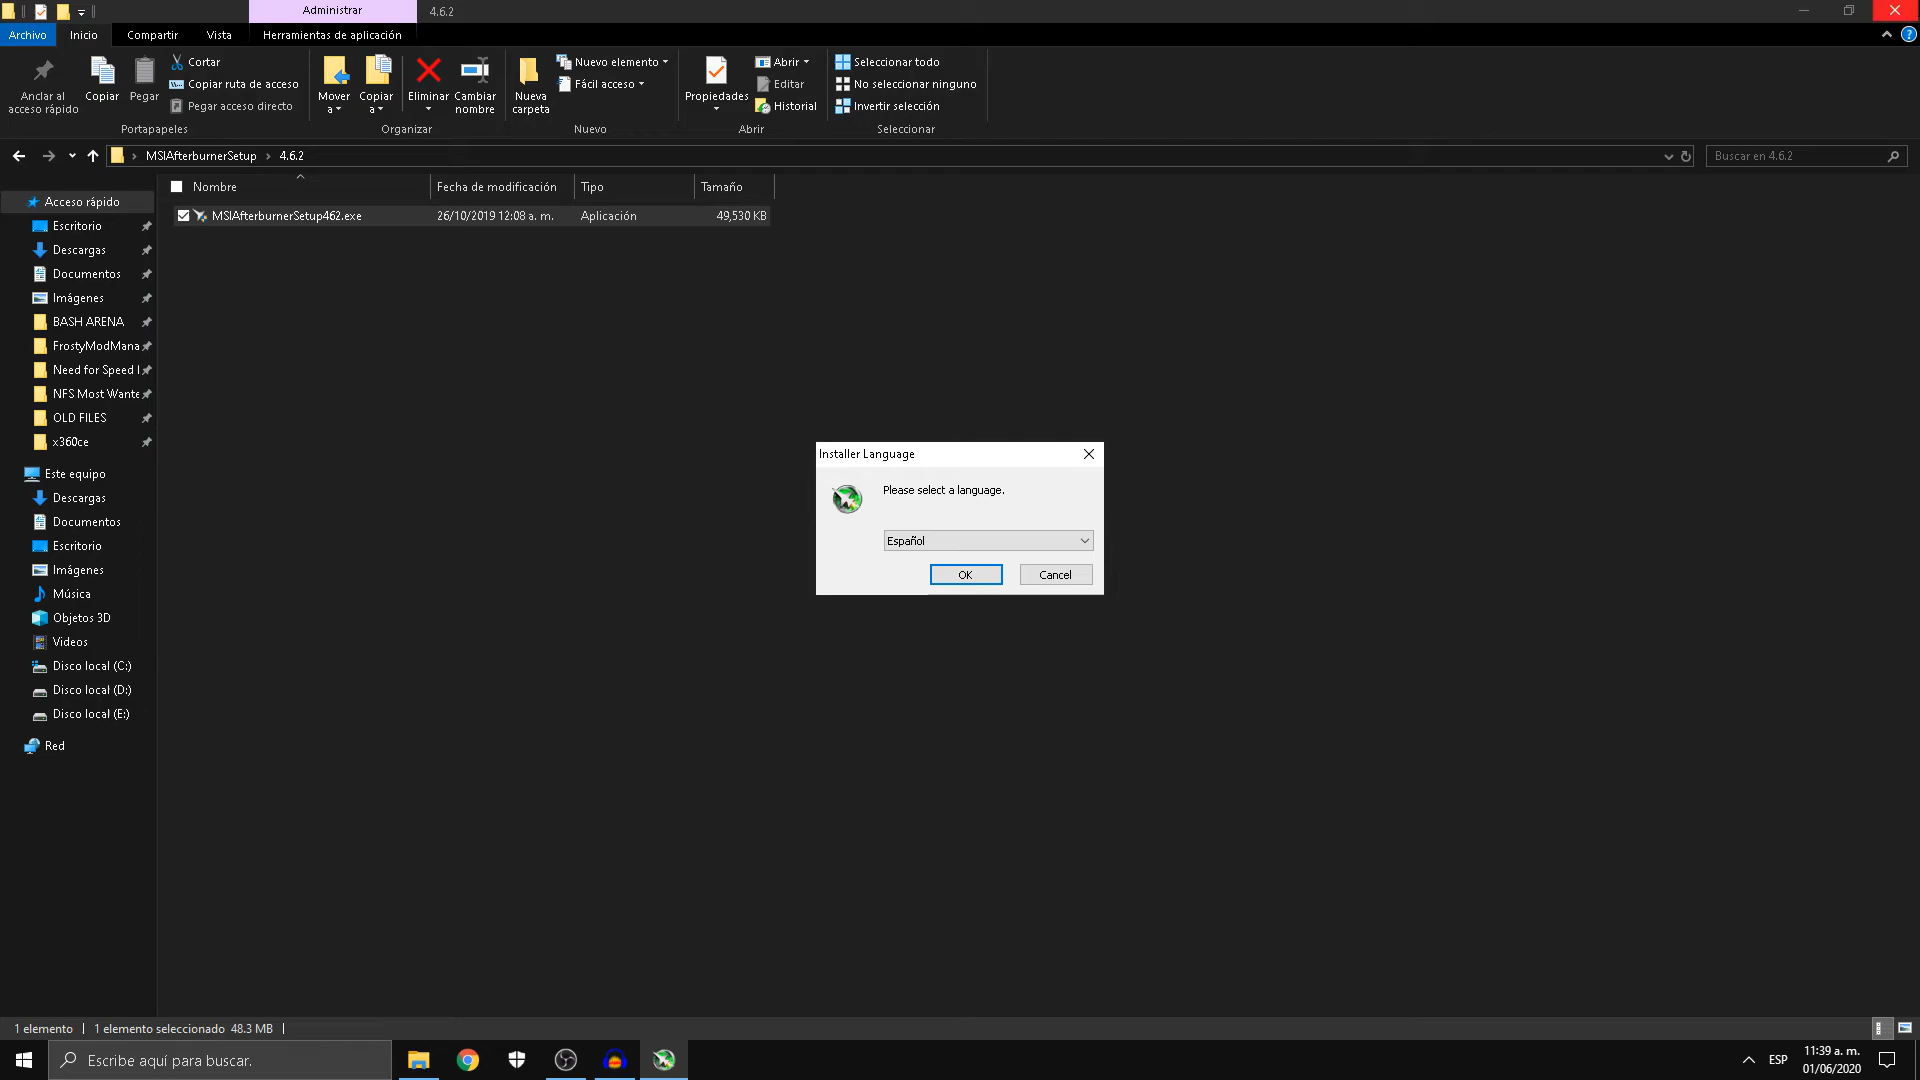 Administrar
4.6.2
Archivo
Inicio
Compartir
Vista
Herramientas de aplicación
Anclar al
acceso rápido
Copiar
Pegar
Cortar
Copiar ruta de acceso
Pegar acceso directo
Portapapeles
Mover
a
Copiar
a
Eliminar
Cambiar
nombre
Organizar
Nueva
carpeta
Nuevo elemento
Fácil acceso
Nuevo
Propiedades
Abrir
Editar
Historial
Abrir
Seleccionar todo
No seleccionar ninguno
Invertir selección
Seleccionar
MSIAfterburnerSetup
4.6.2
Buscar en 4.6.2
Nombre
Fecha de modificación
Tipo
Tamaño
MSIAfterburnerSetup462.exe
26/10/2019 12:08 a. m.
Aplicación
49,530 KB
Acceso rápido
Escritorio
Descargas
Documentos
Imágenes
BASH ARENA
FrostyModMana
Need for Speed
NFS Most Wante
OLD FILES
x360ce
Este equipo
Descargas
Documentos
Escritorio
Imágenes
Música
Objetos 3D
Videos
Disco local (C:)
Disco local (D:)
Disco local (E:)
Red
Installer Language
Please select a language.
Español
OK
Cancel
1 elemento
1 elemento seleccionado 48.3 MB
Escribe aquí para buscar.
ESP
11:39 a. m.
01/06/2020